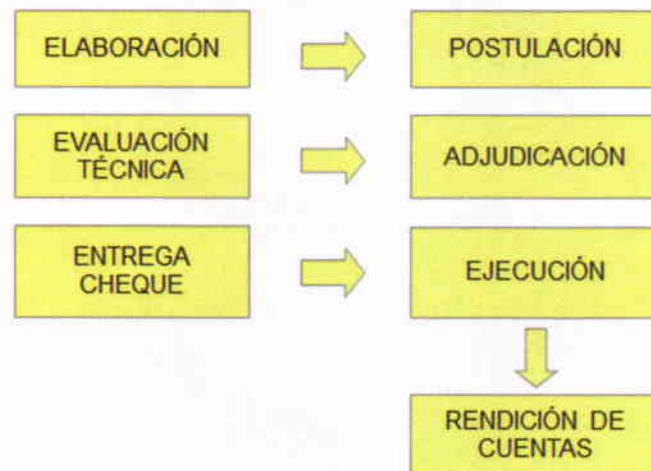 ELABORACIÓN
POSTULACIÓN
EVALUACIÓN
TÉCNICA
ADJUDICACIÓN
ENTREGA
CHEQUE
EJECUCIÓN
RENDICIÓN DE
CUENTAS